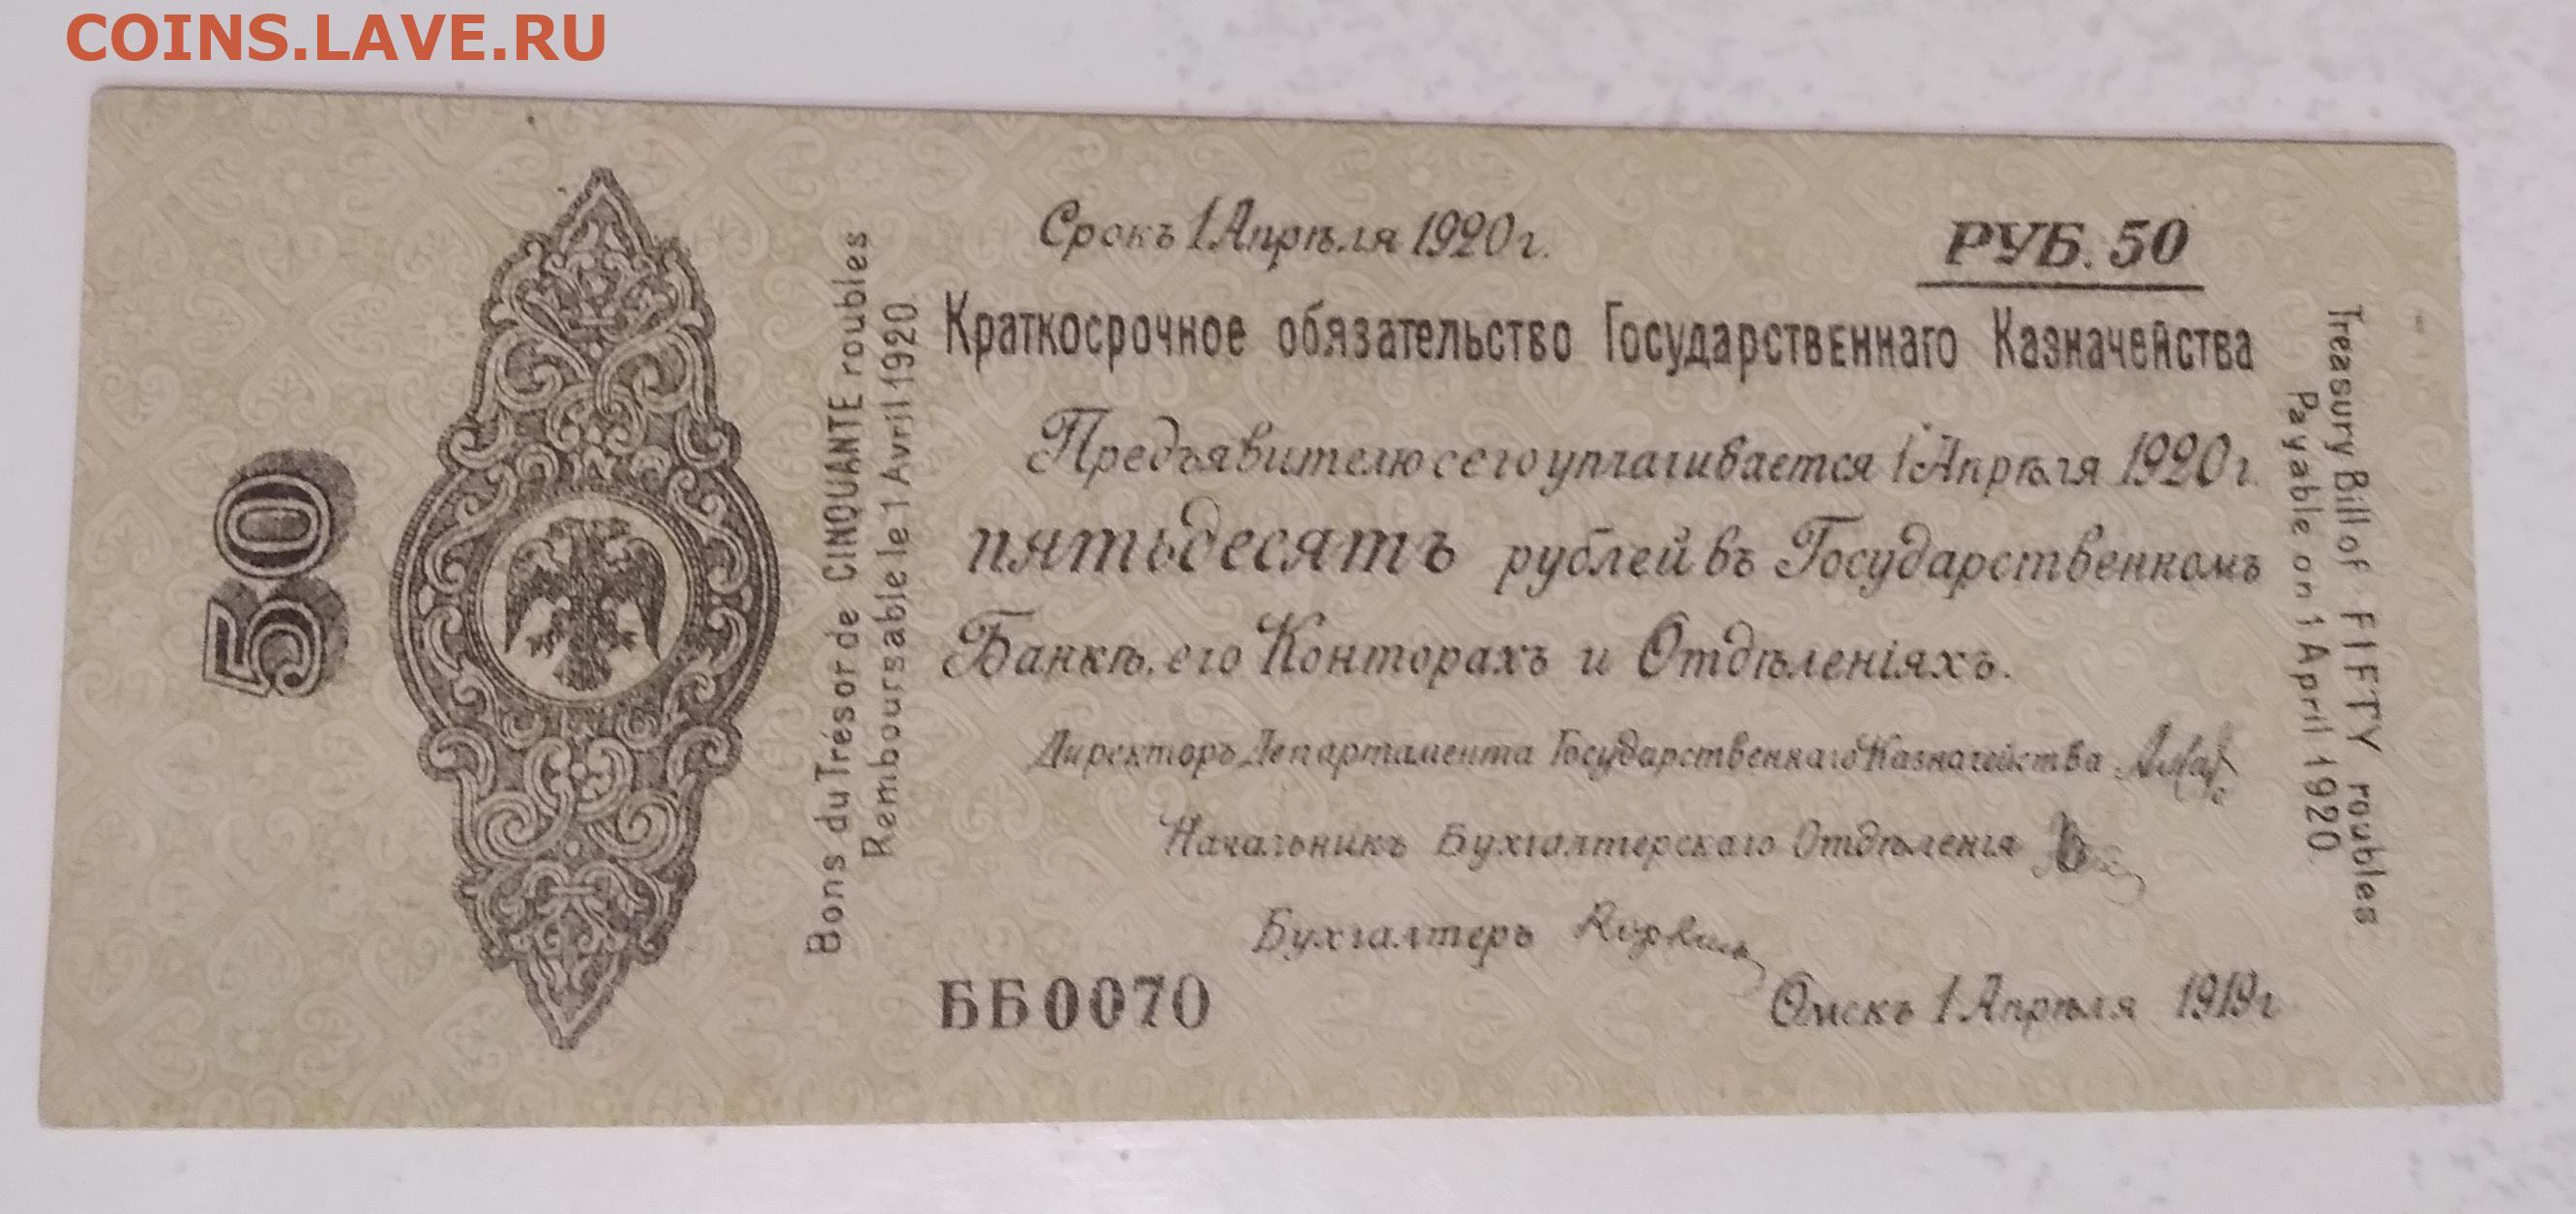 COINS.LAVE.RU
50
Bons du Trésor de CINQUANTE roubles
Remboursable le 1 Avril 1920
Срокъ 1 Апрѣля 1920 г.
РУБ. 50
Краткосрочное обязательство Государственнаго Казначейства
Предъявителю сего уплачивается 1 Апрѣля 1920 г.
пятьдесятъ рублей въ Государственномъ
Банкѣ, его Конторахъ и Отдѣленіяхъ.
Директоръ Департамента Государственнаго Казначейства
Начальникъ Бухгалтерскаго Отдѣленія
Бухгалтеръ
ББ0070
Омскъ 1 Апрѣля 1919 г
Treasury Bill of FIFTY roubles
Payable on 1 April 1920.